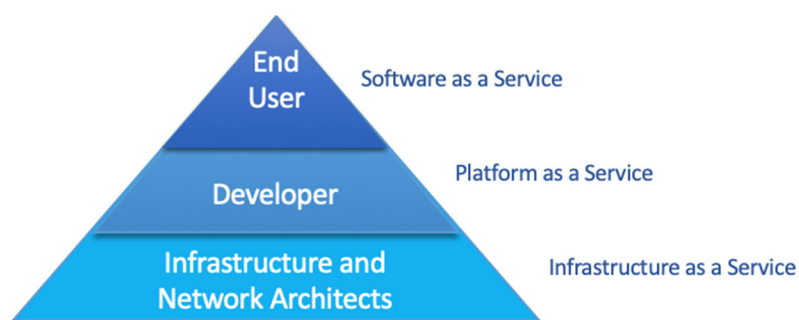 End
User
Software as a Service
Developer
Platform as a Service
Infrastructure and
Network Architects
Infrastructure as a Service